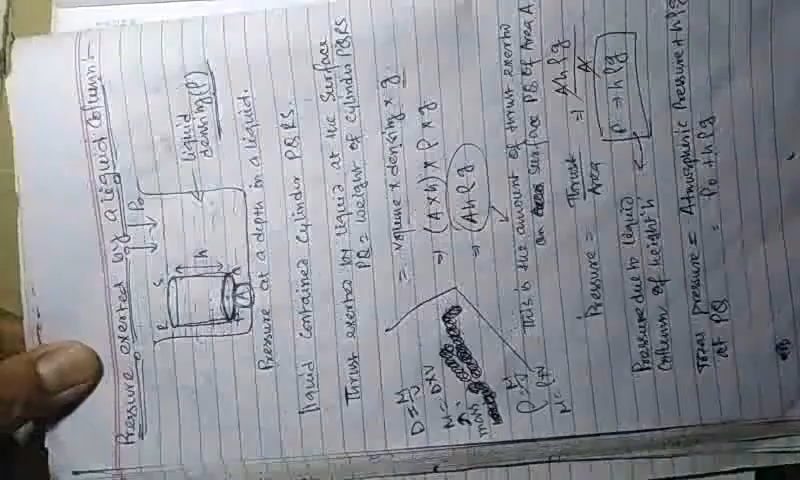 Pressure exerted by a liquid column:-
P0
R S
h
Liquid
density (ρ)
Pressure at a depth in a liquid.
liquid contained cylinder PQRS.
Thrust exerted by liquid at the surface
PQ = weight of cylinder PQRS
= volume x density x g.
⇒ (A x h) x ρ x g
⇒ (Ahρg)
D = M/V
M = D x V
mass
ρ = M/V
M = ρ x V
This is the amount of thrust exerts
on surface PQ of Area A
Pressure = Thrust/Area ⇒ Ahρg/A
P → hρg
Pressure due to liquid
column of height 'h'
Total pressure = Atmospheric Pressure + hρg
at PQ = P0 + hρg